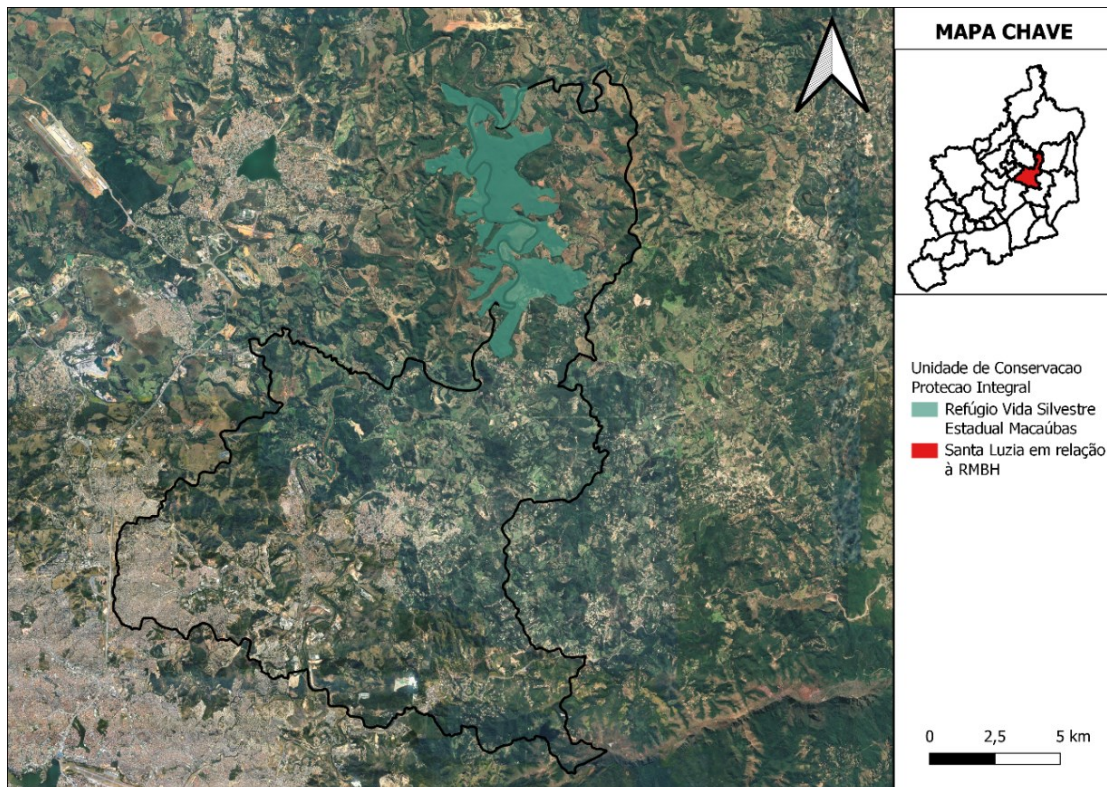 MAPA CHAVE
Unidade de Conservacao
Protecao Integral
Refúgio Vida Silvestre
Estadual Macaúbas
Santa Luzia em relação
à RMBH
0 2,5 5 km